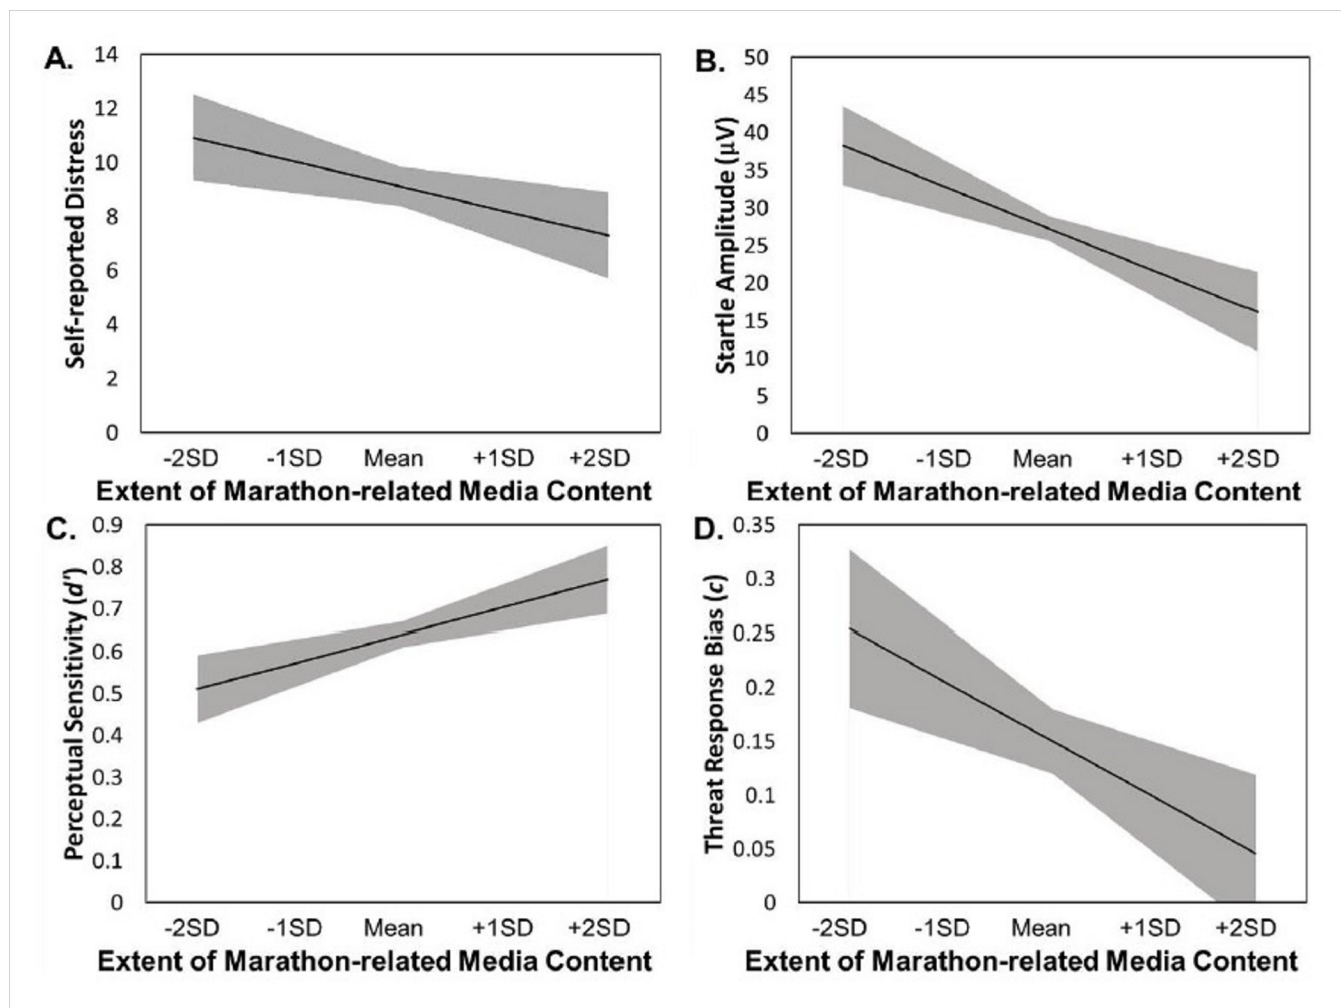 A.
Self-reported Distress
14
12
10
8
6
4
2
0
-2SD -1SD Mean +1SD +2SD
Extent of Marathon-related Media Content
B.
Startle Amplitude (μV)
50
45
40
35
30
25
20
15
10
5
0
-2SD -1SD Mean +1SD +2SD
Extent of Marathon-related Media Content
C.
Perceptual Sensitivity (d')
0.9
0.8
0.7
0.6
0.5
0.4
0.3
0.2
0.1
0
-2SD -1SD Mean +1SD +2SD
Extent of Marathon-related Media Content
D.
Threat Response Bias (c)
0.35
0.3
0.25
0.2
0.15
0.1
0.05
0
-2SD -1SD Mean +1SD +2SD
Extent of Marathon-related Media Content